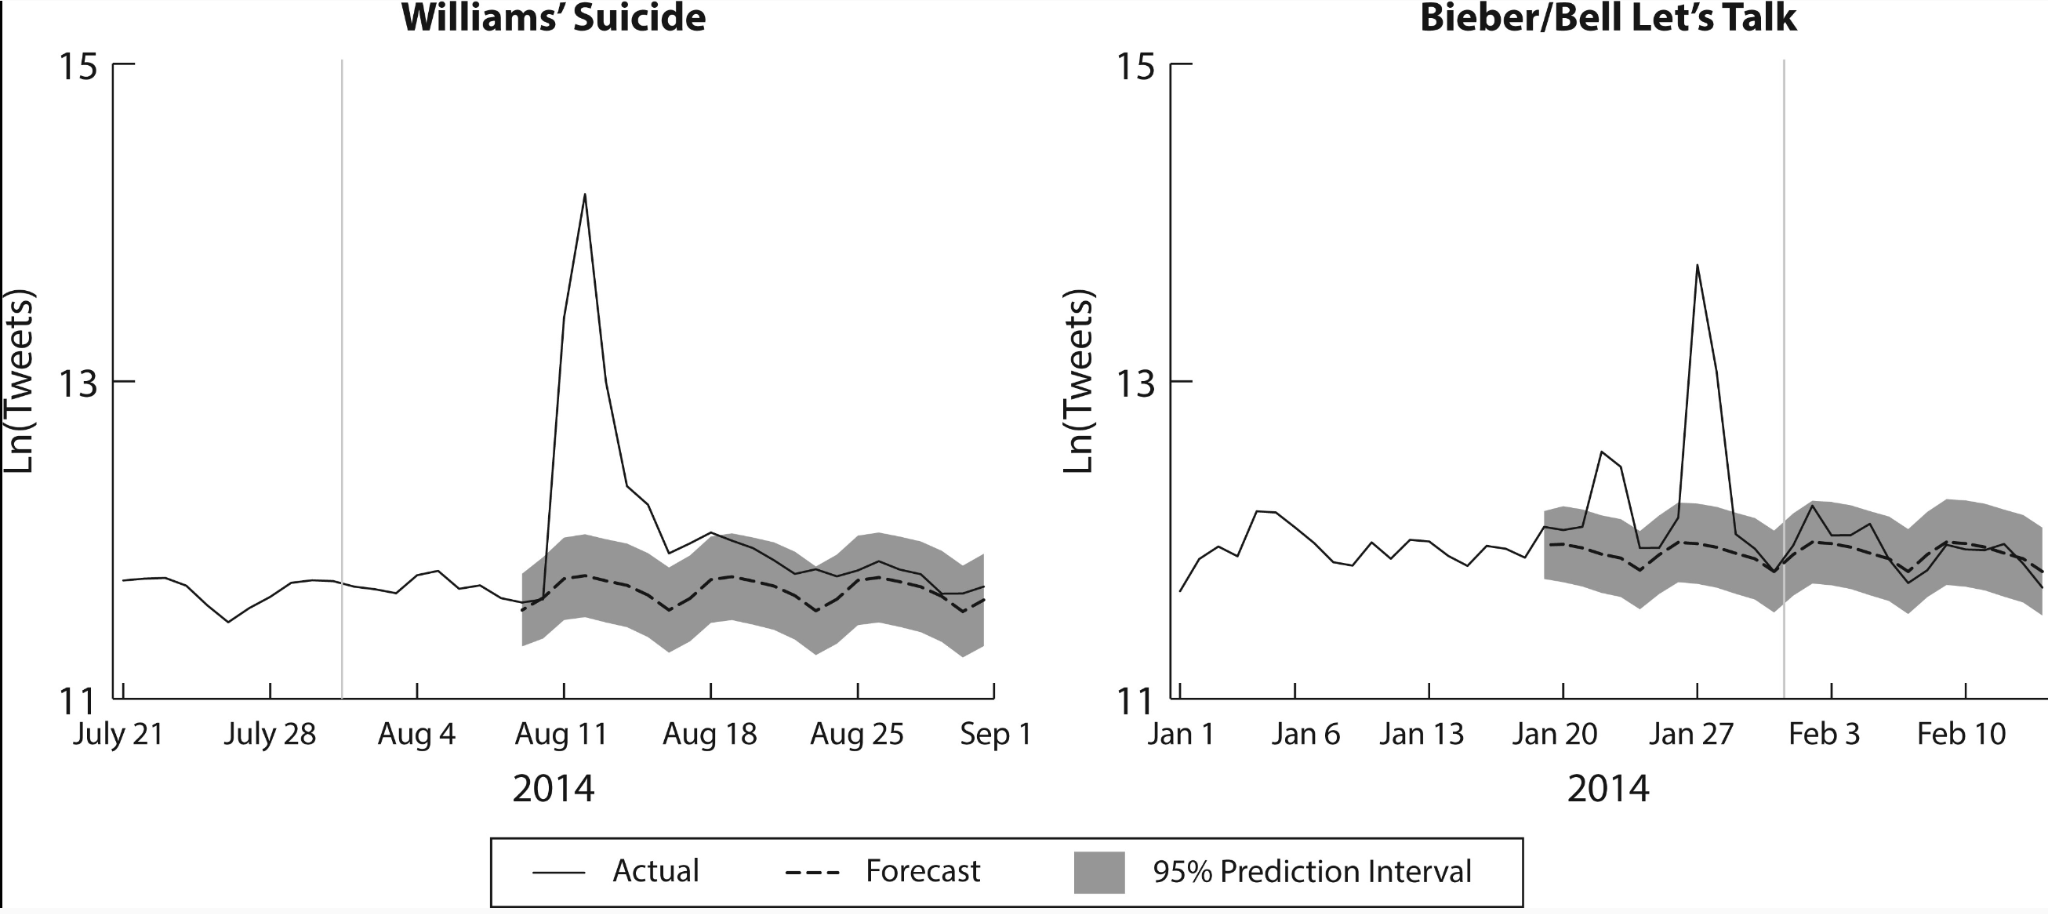 Williams’ Suicide
Ln(Tweets)
15
13
11
July 21 July 28 Aug 4 Aug 11 Aug 18 Aug 25 Sep 1
2014
Bieber/Bell Let’s Talk
Ln(Tweets)
15
13
11
Jan 1 Jan 6 Jan 13 Jan 20 Jan 27 Feb 3 Feb 10
2014
Actual Forecast 95% Prediction Interval